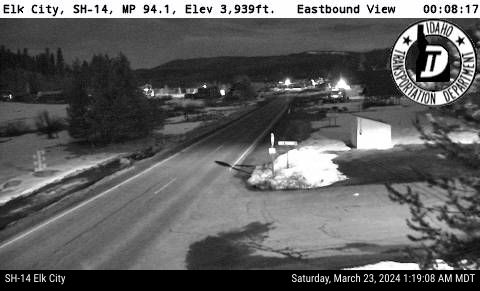 Elk City, SH-14, MP 94.1, Elev 3,939ft. Eastbound View 00:08:17
IDAHO
TRANSPORTATION DEPARTMENT
SH-14 Elk City Saturday, March 23, 2024 1:19:08 AM MDT